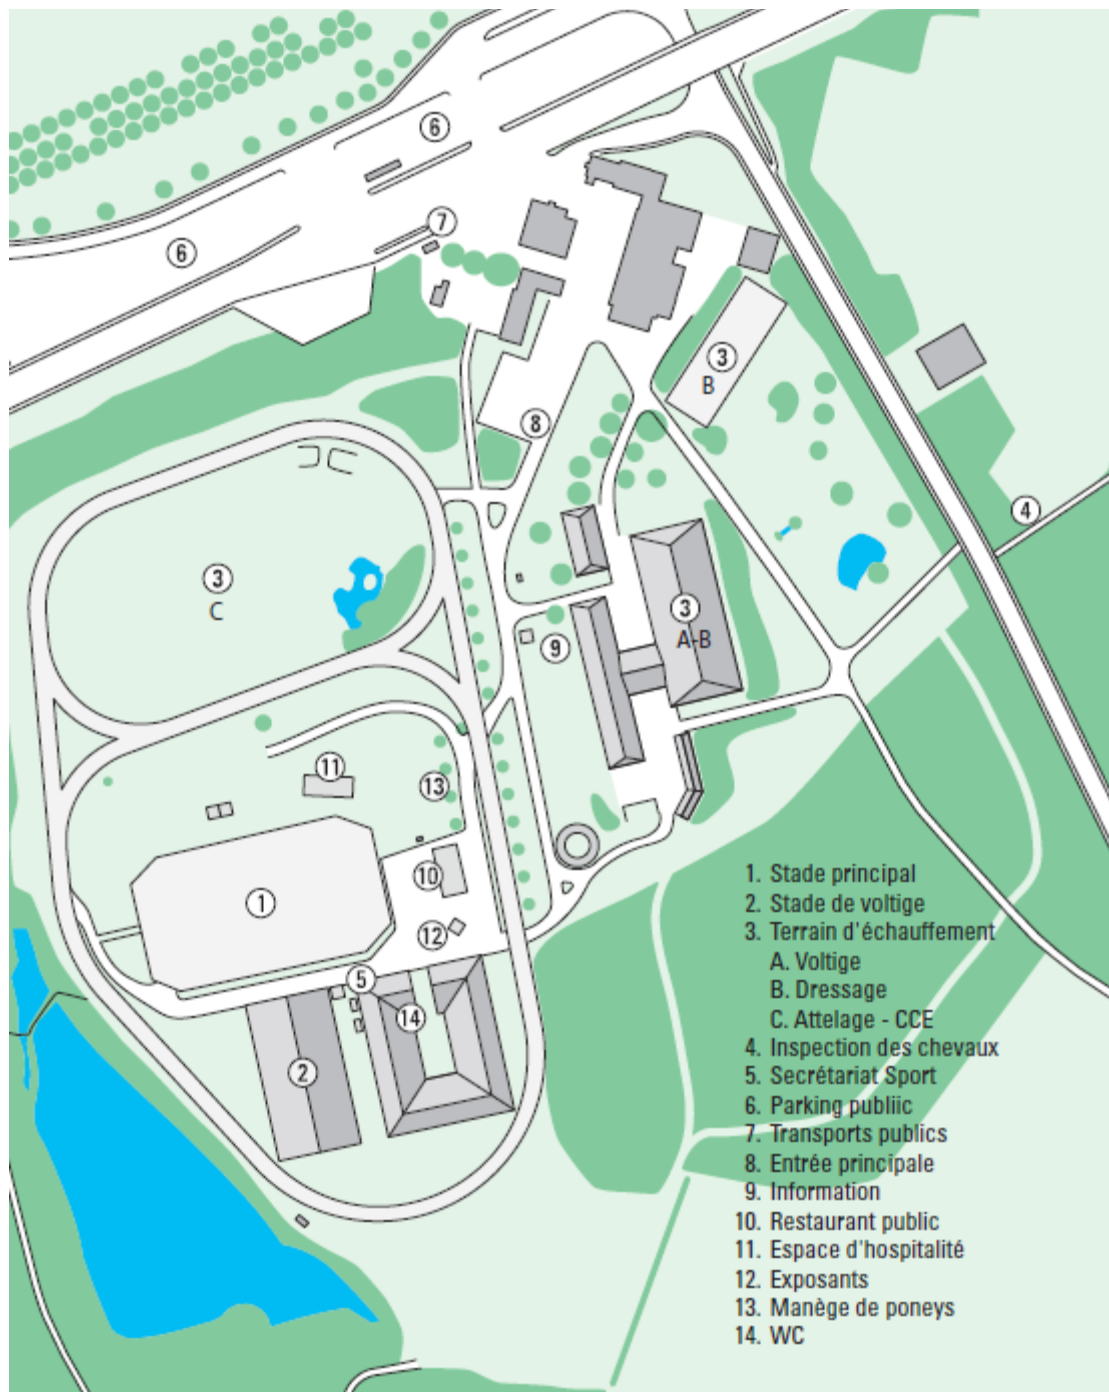 6
7
6
3
B
8
4
3
C
3
A-B
9
11
13
10
1
12
5
14
2
1. Stade principal
2. Stade de voltige
3. Terrain d'échauffement
A. Voltige
B. Dressage
C. Attelage - CCE
4. Inspection des chevaux
5. Secrétariat Sport
6. Parking publiic
7. Transports publics
8. Entrée principale
9. Information
10. Restaurant public
11. Espace d'hospitalité
12. Exposants
13. Manège de poneys
14. WC